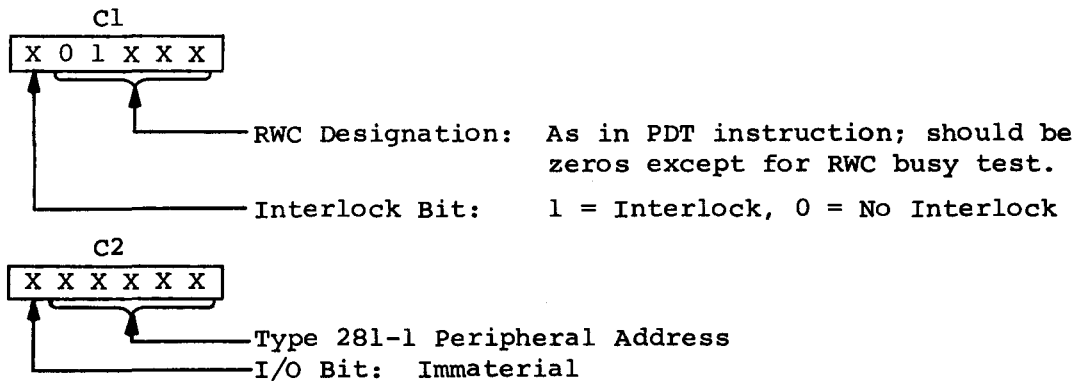 C1
X 0 1 X X X
RWC Designation: As in PDT instruction; should be
zeros except for RWC busy test.
Interlock Bit: 1 = Interlock, 0 = No Interlock
C2
X X X X X X
Type 281-1 Peripheral Address
I/O Bit: Immaterial